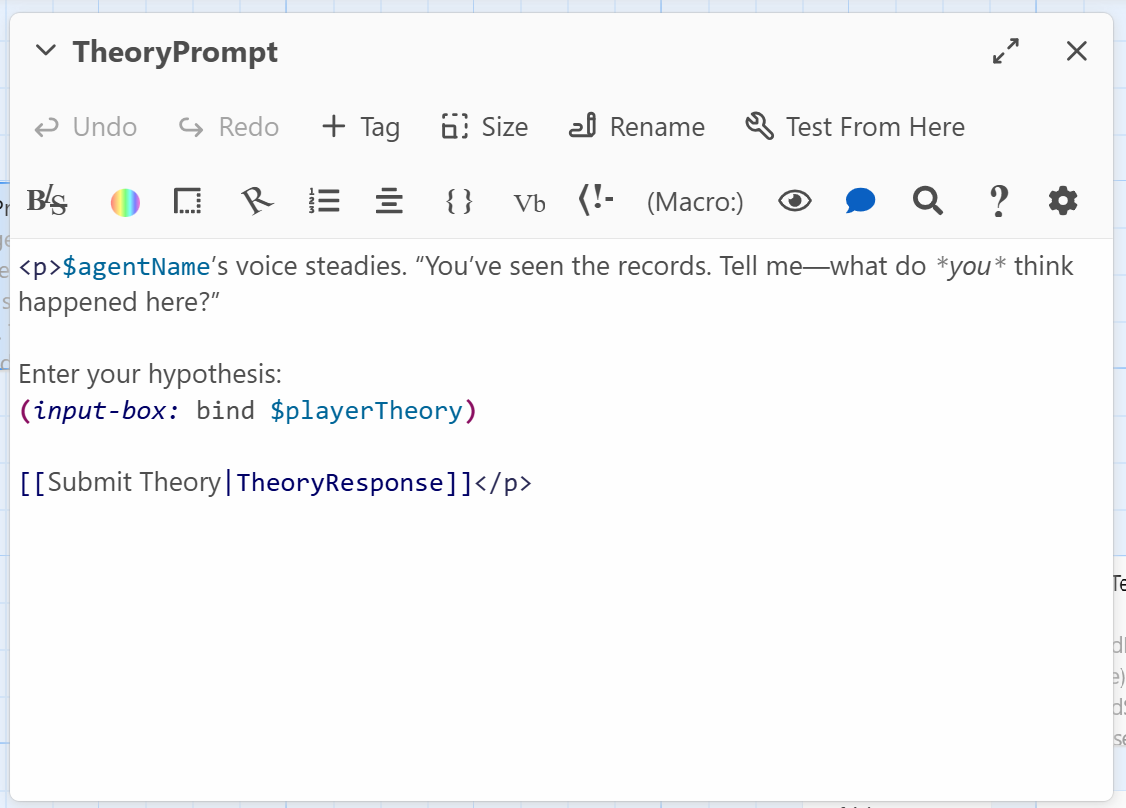 TheoryPrompt
Undo Redo + Tag Size Rename Test From Here
B/S { } Vb (!- (Macro:) ?
<p>$agentName’s voice steadies. “You’ve seen the records. Tell me—what do *you* think
happened here?”
Enter your hypothesis:
(input-box: bind $playerTheory)
[[Submit Theory|TheoryResponse]]</p>